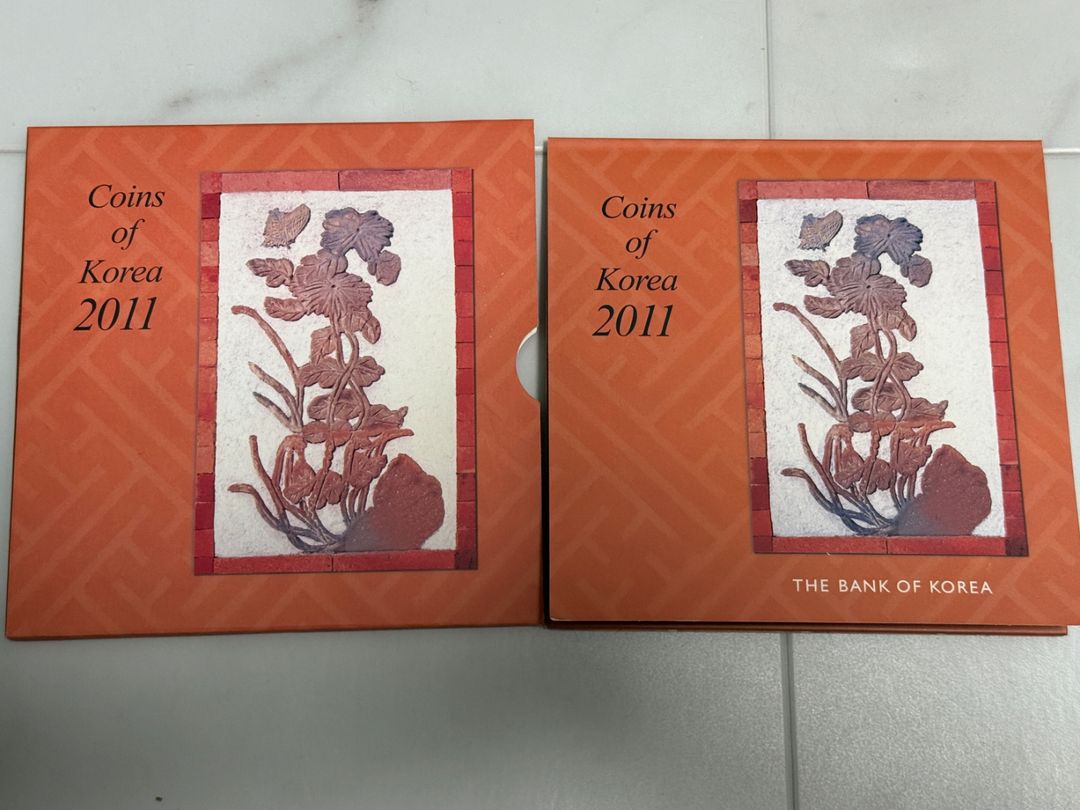 Coins
of
Korea
2011
Coins
of
Korea
2011
THE BANK OF KOREA